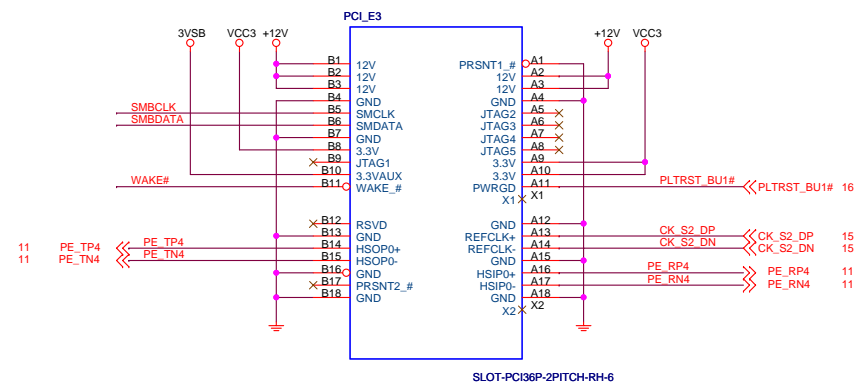 PCI_E3
3VSB VCC3 +12V +12V VCC3
B1 12V PRSNT1_# A1
B2 12V 12V A2
B3 12V 12V A3
B4 GND GND A4
SMBCLK B5 SMCLK JTAG2 A5
SMBDATA B6 SMDATA JTAG3 A6
B7 GND JTAG4 A7
B8 3.3V JTAG5 A8
B9 JTAG1 3.3V A9
B10 3.3VAUX 3.3V A10
WAKE# B11 WAKE_# PWRGD A11 PLTRST_BU1# PLTRST_BU1# 16
X1 X1
B12 RSVD GND A12
B13 GND REFCLK+ A13 CK_S2_DP CK_S2_DP 15
11 PE_TP4 PE_TP4 B14 HSOP0+ REFCLK- A14 CK_S2_DN CK_S2_DN 15
11 PE_TN4 PE_TN4 B15 HSOP0- GND A15
B16 GND HSIP0+ A16 PE_RP4 PE_RP4 11
B17 PRSNT2_# HSIP0- A17 PE_RN4 PE_RN4 11
B18 GND GND A18
X2 X2
SLOT-PCI36P-2PITCH-RH-6